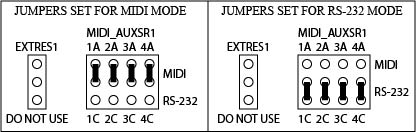 JUMPERS SET FOR MIDI MODE
MIDI_AUXSR1
EXTRES1 1A 2A 3A 4A
MIDI
RS-232
DO NOT USE 1C 2C 3C 4C
JUMPERS SET FOR RS-232 MODE
MIDI_AUXSR1
EXTRES1 1A 2A 3A 4A
MIDI
RS-232
DO NOT USE 1C 2C 3C 4C